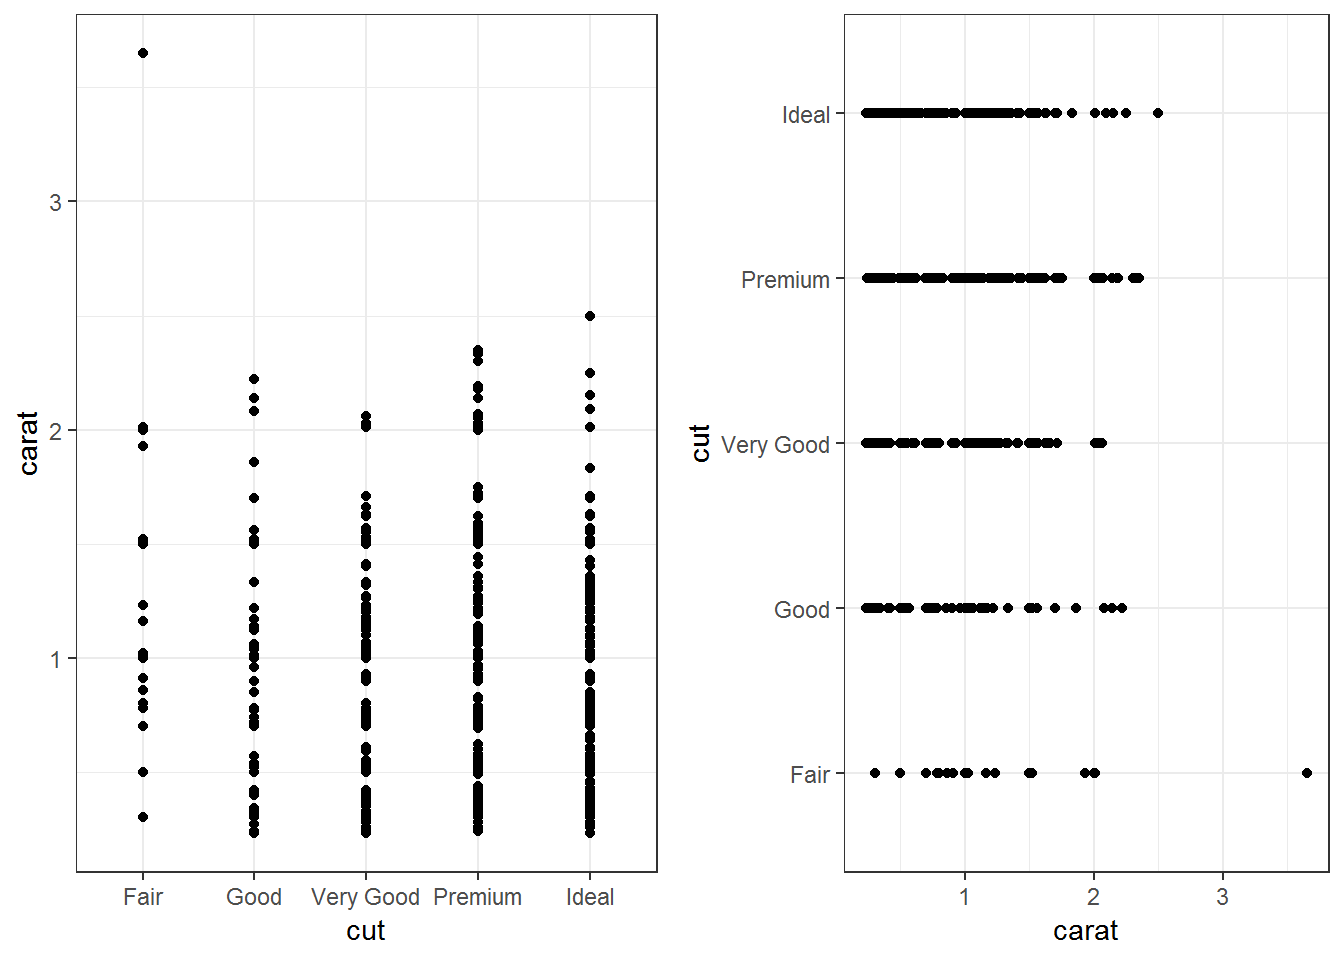 carat
3
2
1
Fair Good Very Good Premium Ideal
cut
cut
Ideal
Premium
Very Good
Good
Fair
1 2 3
carat